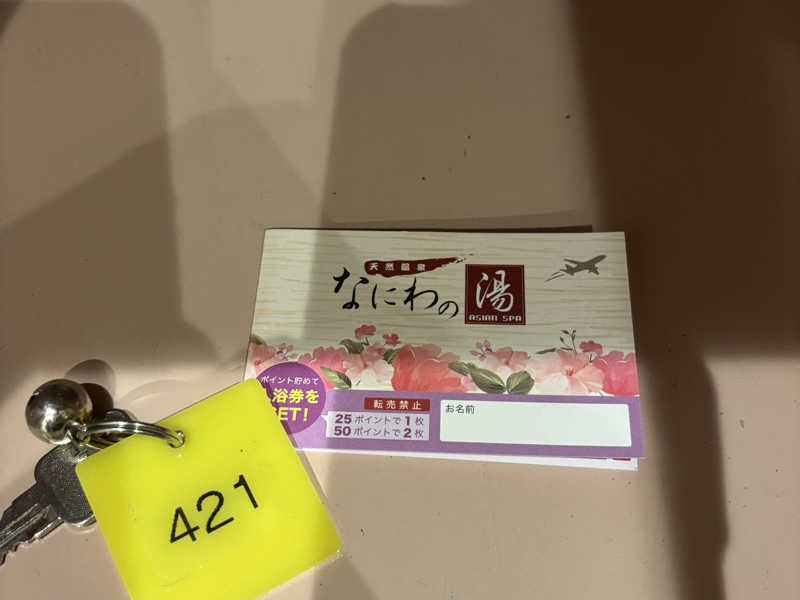 天然温泉
なにわの 湯
ASIAN SPA
ポイント貯めて
浴券を
GET!
転売禁止
25ポイントで1枚
50ポイントで2枚
お名前
421